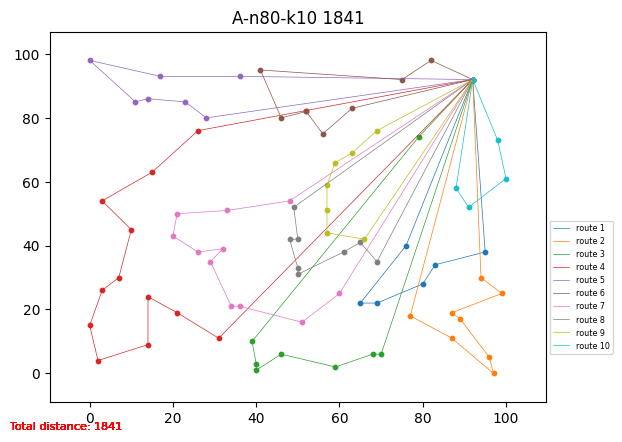 A-n80-k10 1841
100
80
60
40
20
0
0 20 40 60 80 100
route 1
route 2
route 3
route 4
route 5
route 6
route 7
route 8
route 9
route 10
Total distance: 1841